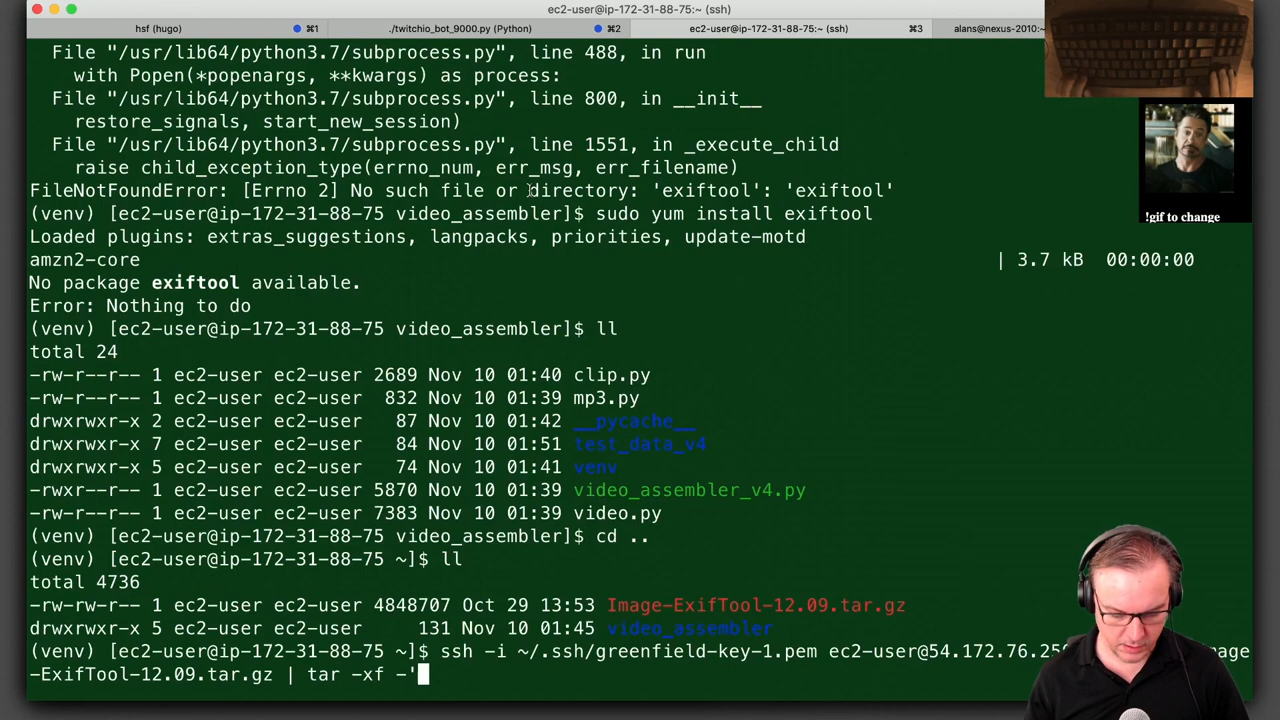 ec2-user@ip-172-31-88-75:~ (ssh)
hsf (hugo) ⌘1 ./twitchio_bot_9000.py (Python) ⌘2 ec2-user@ip-172-31-88-75:~ (ssh) ⌘3 alans@nexus-2010:~
File "/usr/lib64/python3.7/subprocess.py", line 488, in run
with Popen(*popenargs, **kwargs) as process:
File "/usr/lib64/python3.7/subprocess.py", line 800, in __init__
restore_signals, start_new_session)
File "/usr/lib64/python3.7/subprocess.py", line 1551, in _execute_child
raise child_exception_type(errno_num, err_msg, err_filename)
FileNotFoundError: [Errno 2] No such file or directory: 'exiftool': 'exiftool'
(venv) [ec2-user@ip-172-31-88-75 video_assembler]$ sudo yum install exiftool
Loaded plugins: extras_suggestions, langpacks, priorities, update-motd
amzn2-core | 3.7 kB 00:00:00
No package exiftool available.
Error: Nothing to do
(venv) [ec2-user@ip-172-31-88-75 video_assembler]$ ll
total 24
-rw-r--r-- 1 ec2-user ec2-user 2689 Nov 10 01:40 clip.py
-rw-r--r-- 1 ec2-user ec2-user 832 Nov 10 01:39 mp3.py
drwxrwxr-x 2 ec2-user ec2-user 87 Nov 10 01:42 __pycache__
drwxrwxr-x 7 ec2-user ec2-user 84 Nov 10 01:51 test_data_v4
drwxrwxr-x 5 ec2-user ec2-user 74 Nov 10 01:41 venv
-rwxr--r-- 1 ec2-user ec2-user 5870 Nov 10 01:39 video_assembler_v4.py
-rw-r--r-- 1 ec2-user ec2-user 7383 Nov 10 01:39 video.py
(venv) [ec2-user@ip-172-31-88-75 video_assembler]$ cd ..
(venv) [ec2-user@ip-172-31-88-75 ~]$ ll
total 4736
-rw-r--r-- 1 ec2-user ec2-user 4848707 Oct 29 13:53 Image-ExifTool-12.09.tar.gz
drwxrwxr-x 5 ec2-user ec2-user 131 Nov 10 01:45 video_assembler
(venv) [ec2-user@ip-172-31-88-75 ~]$ ssh -i ~/.ssh/greenfield-key-1.pem ec2-user@54.172.76.25 mage
-ExifTool-12.09.tar.gz | tar -xf -'
!gif to change